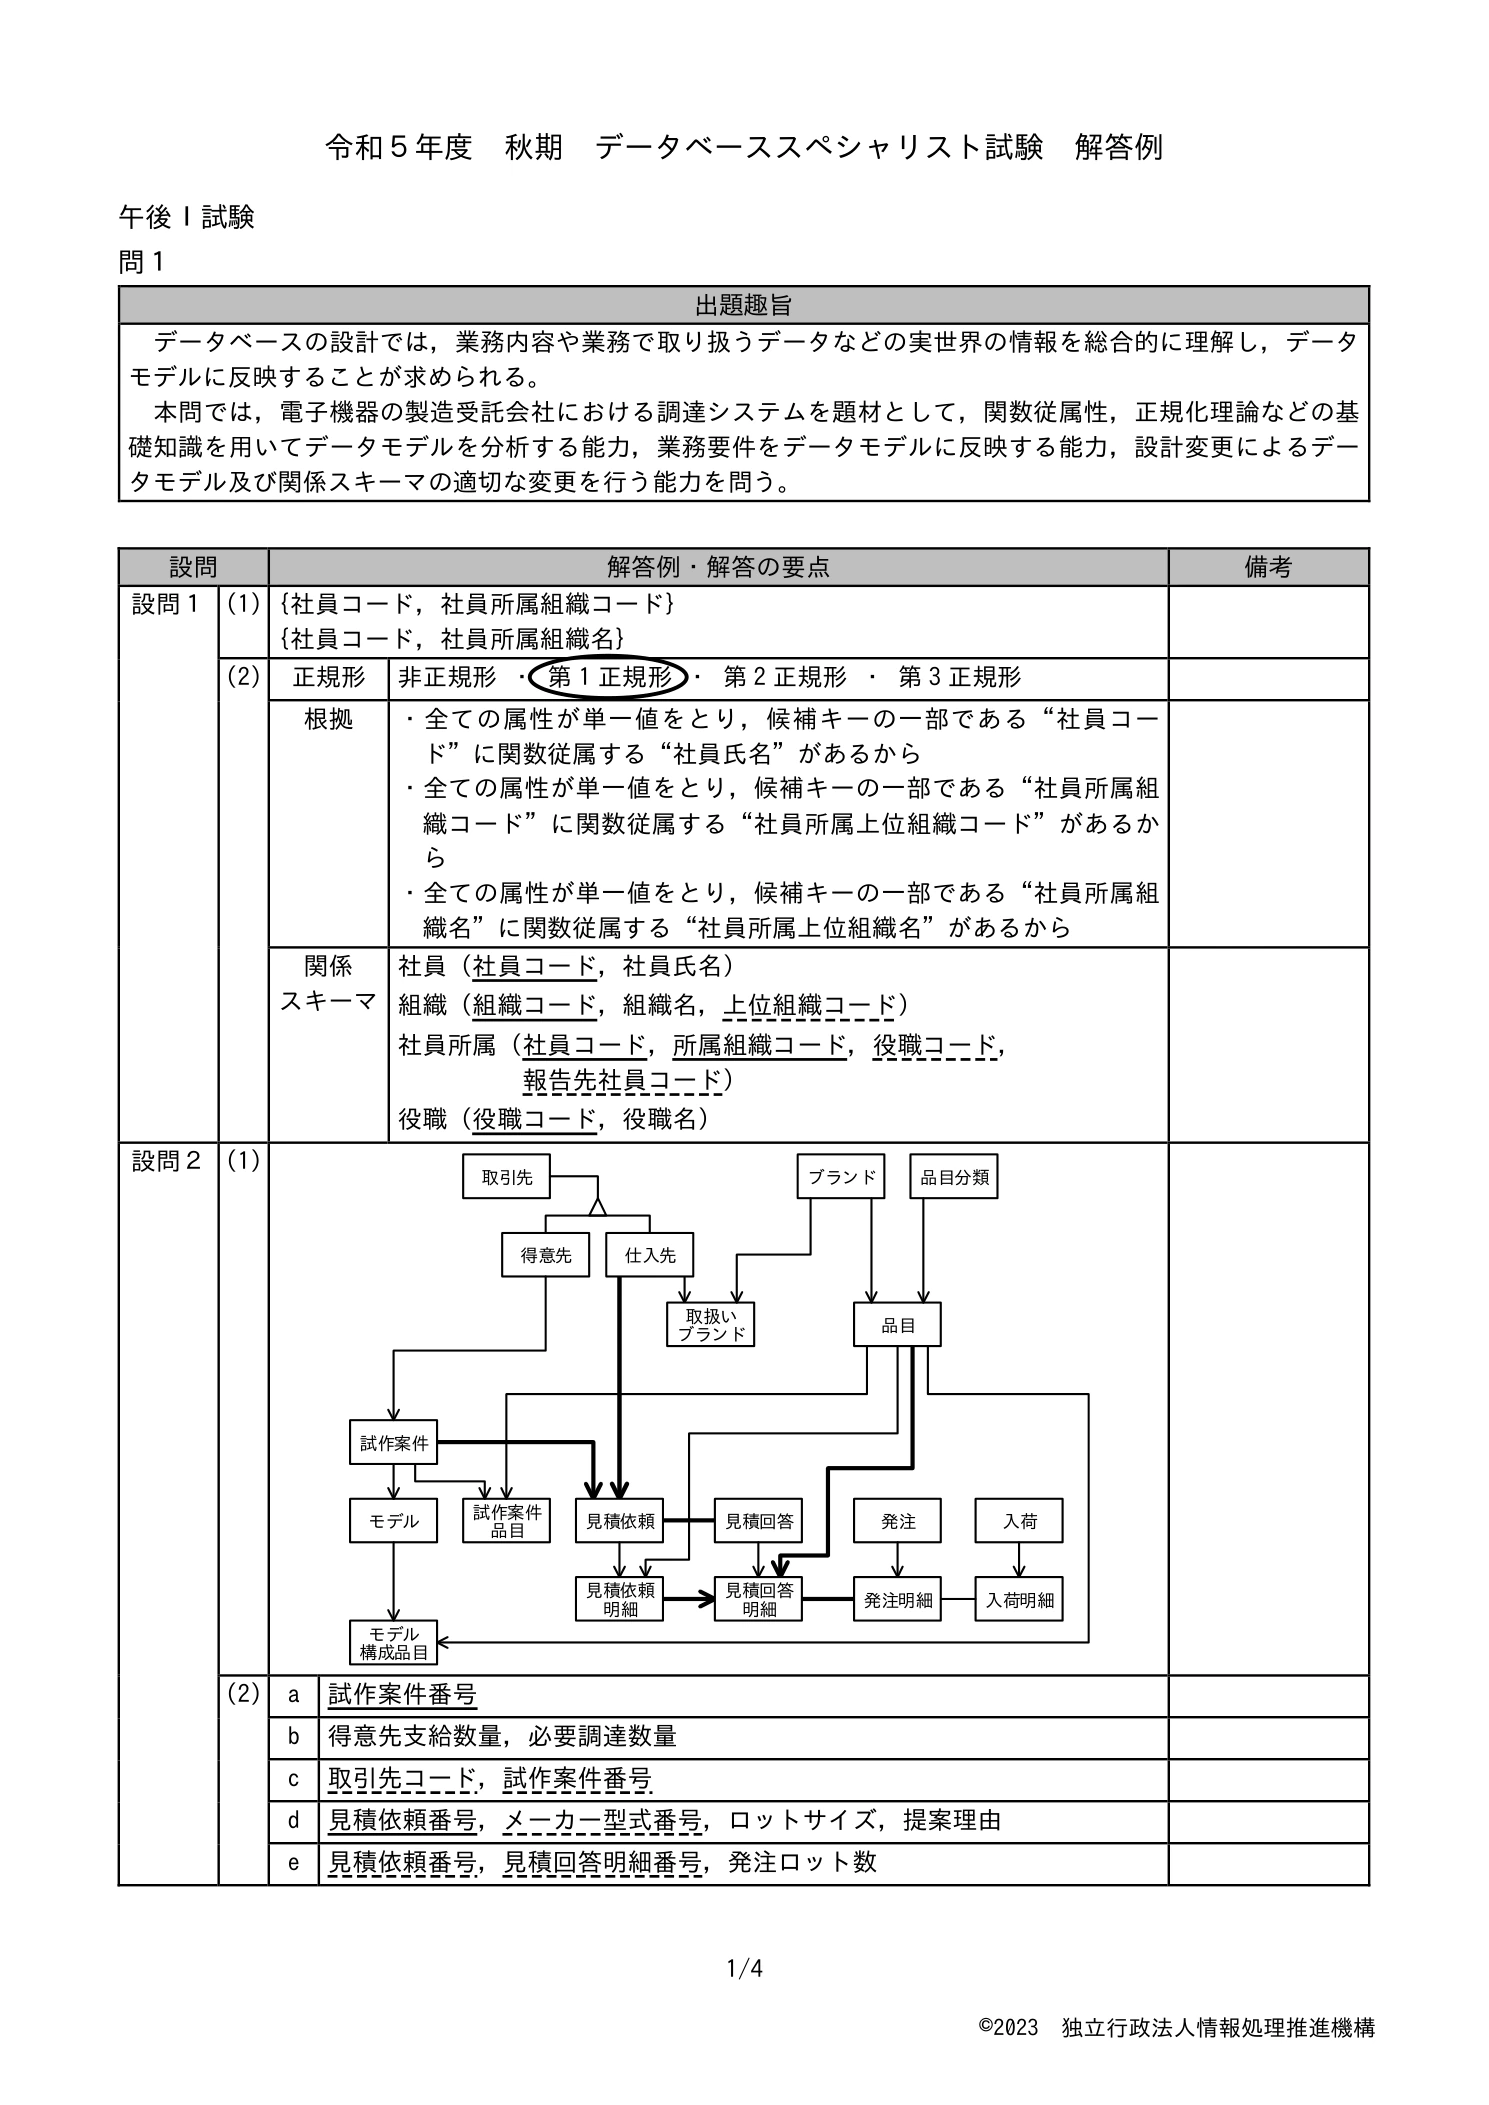 令和５年度　秋期　データベーススペシャリスト試験　解答例
午後Ⅰ試験
問１
出題趣旨
　データベースの設計では，業務内容や業務で取り扱うデータなどの実世界の情報を総合的に理解し，データ
モデルに反映することが求められる。
　本問では，電子機器の製造受託会社における調達システムを題材として，関数従属性，正規化理論などの基
礎知識を用いてデータモデルを分析する能力，業務要件をデータモデルに反映する能力，設計変更によるデー
タモデル及び関係スキーマの適切な変更を行う能力を問う。
設問　解答例・解答の要点　備考
設問１　(1)　{社員コード，社員所属組織コード}
{社員コード，社員所属組織名}
(2)　正規形　非正規形　・　第１正規形　・　第２正規形　・　第３正規形
根拠　・全ての属性が単一値をとり，候補キーの一部である“社員コー
ド”に関数従属する“社員氏名”があるから
・全ての属性が単一値をとり，候補キーの一部である“社員所属組
織コード”に関数従属する“社員所属上位組織コード”があるか
ら
・全ての属性が単一値をとり，候補キーの一部である“社員所属組
織名”に関数従属する“社員所属上位組織名”があるから
関係　社員（社員コード，社員氏名）
スキーマ　組織（組織コード，組織名，上位組織コード）
社員所属（社員コード，所属組織コード，役職コード，
報告先社員コード）
役職（役職コード，役職名）
設問２　(1)
取引先　ブランド　品目分類
得意先　仕入先
取扱い
ブランド
品目
試作案件
モデル
試作案件
品目
見積依頼　見積回答　発注　入荷
見積依頼
明細
見積回答
明細
発注明細　入荷明細
モデル
構成品目
(2)　a　試作案件番号
b　得意先支給数量，必要調達数量
c　取引先コード，試作案件番号
d　見積依頼番号，メーカー型式番号，ロットサイズ，提案理由
e　見積依頼番号，見積回答明細番号，発注ロット数
1/4
©2023　独立行政法人情報処理推進機構